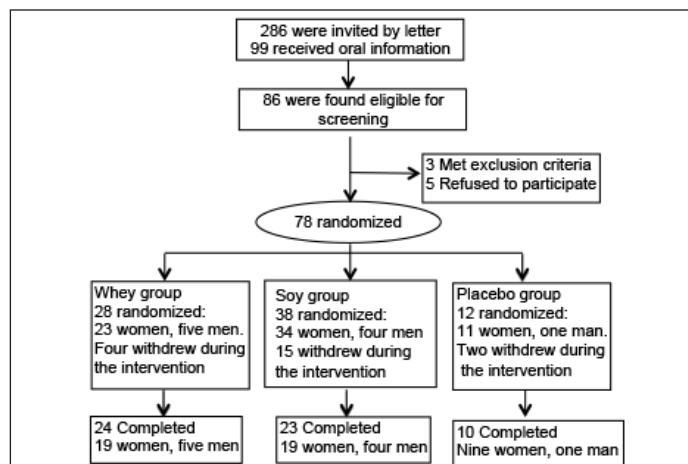 286 were invited by letter
99 received oral information
86 were found eligible for
screening
3 Met exclusion criteria
5 Refused to participate
78 randomized
Whey group
28 randomized:
23 women, five men.
Four withdrew during
the intervention
Soy group
38 randomized:
34 women, four men
15 withdrew during
the intervention
Placebo group
12 randomized:
11 women, one man.
Two withdrew during
the intervention
24 Completed
19 women, five men
23 Completed
19 women, four men
10 Completed
Nine women, one man